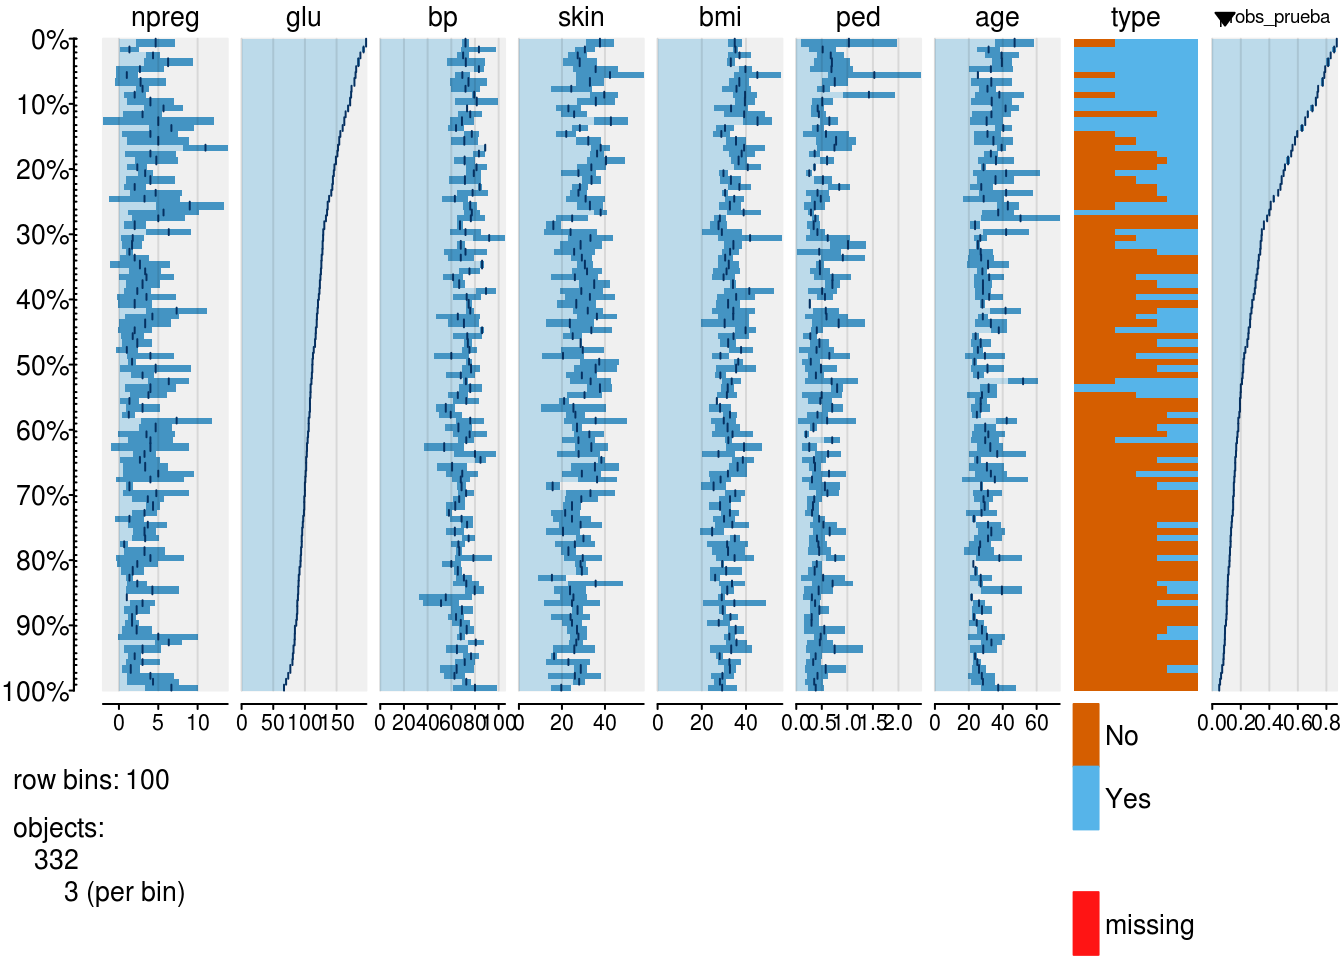 npreg glu bp skin bmi ped age type probs_prueba
0%
10%
20%
30%
40%
50%
60%
70%
80%
90%
100%
0 5 10 0 50 100 150 0 20 40 60 80 100 0 20 40 0 20 40 0.0 0.5 1.0 1.5 2.0 0 20 40 60 0.0 0.2 0.4 0.6 0.8
No
row bins: 100
Yes
objects:
332
3 (per bin)
missing